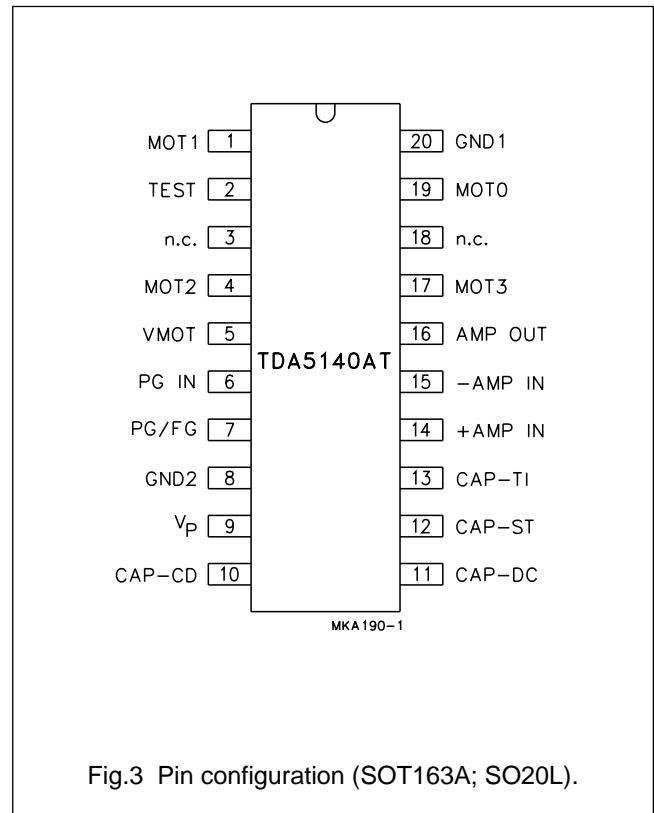 MOT1 1 20 GND1
TEST 2 19 MOT0
n.c. 3 18 n.c.
MOT2 4 17 MOT3
VMOT 5 16 AMP OUT
TDA5140AT
PG IN 6 15 -AMP IN
PG/FG 7 14 +AMP IN
GND2 8 13 CAP-TI
VP 9 12 CAP-ST
CAP-CD 10 11 CAP-DC
MKA190-1
Fig.3 Pin configuration (SOT163A; SO20L).